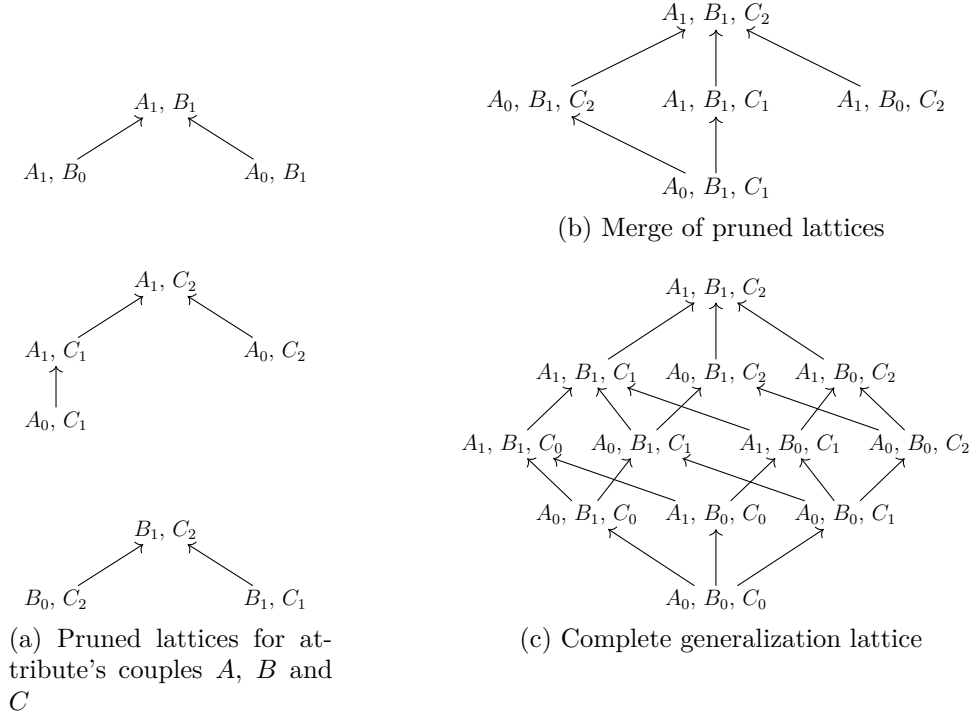 A₁, B₁
A₁, B₀ A₀, B₁
A₁, C₂
A₁, C₁ A₀, C₂
A₀, C₁
B₁, C₂
B₀, C₂ B₁, C₁
(a) Pruned lattices for at-
tribute's couples A, B and
C
A₁, B₁, C₂
A₀, B₁, C₂ A₁, B₁, C₁ A₁, B₀, C₂
A₀, B₁, C₁
(b) Merge of pruned lattices
A₁, B₁, C₂
A₁, B₁, C₁ A₀, B₁, C₂ A₁, B₀, C₂
A₁, B₁, C₀ A₀, B₁, C₁ A₁, B₀, C₁ A₀, B₀, C₂
A₀, B₁, C₀ A₁, B₀, C₀ A₀, B₀, C₁
A₀, B₀, C₀
(c) Complete generalization lattice